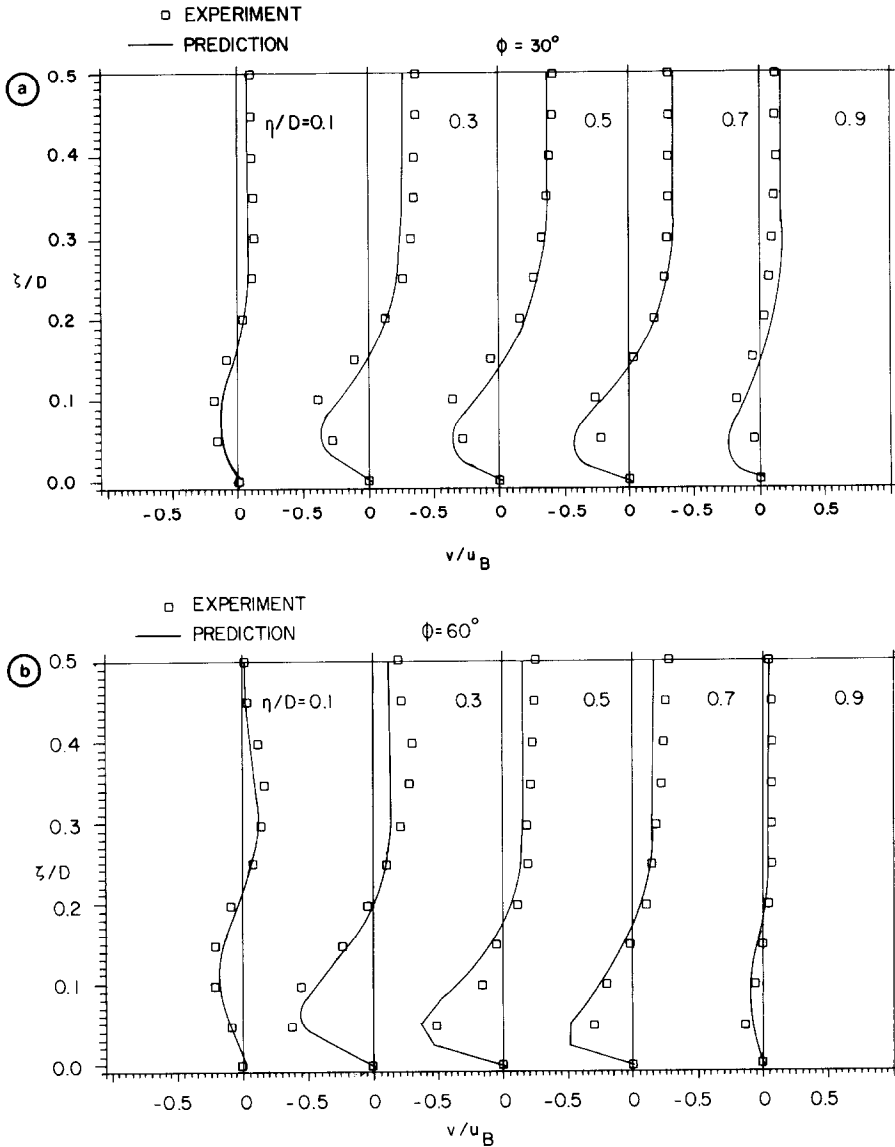 □ EXPERIMENT
— PREDICTION
ϕ = 30°
a
0.5
η/D=0.1 0.3 0.5 0.7 0.9
0.4
0.3
ζ/D
0.2
0.1
0.0
-0.5 0 -0.5 0 -0.5 0 -0.5 0 -0.5 0 0.5
v/u_B
□ EXPERIMENT
— PREDICTION
ϕ=60°
b
0.5
η/D=0.1 0.3 0.5 0.7 0.9
0.4
0.3
ζ/D
0.2
0.1
0.0
-0.5 0 -0.5 0 -0.5 0 -0.5 0 -0.5 0 0.5
v/u_B